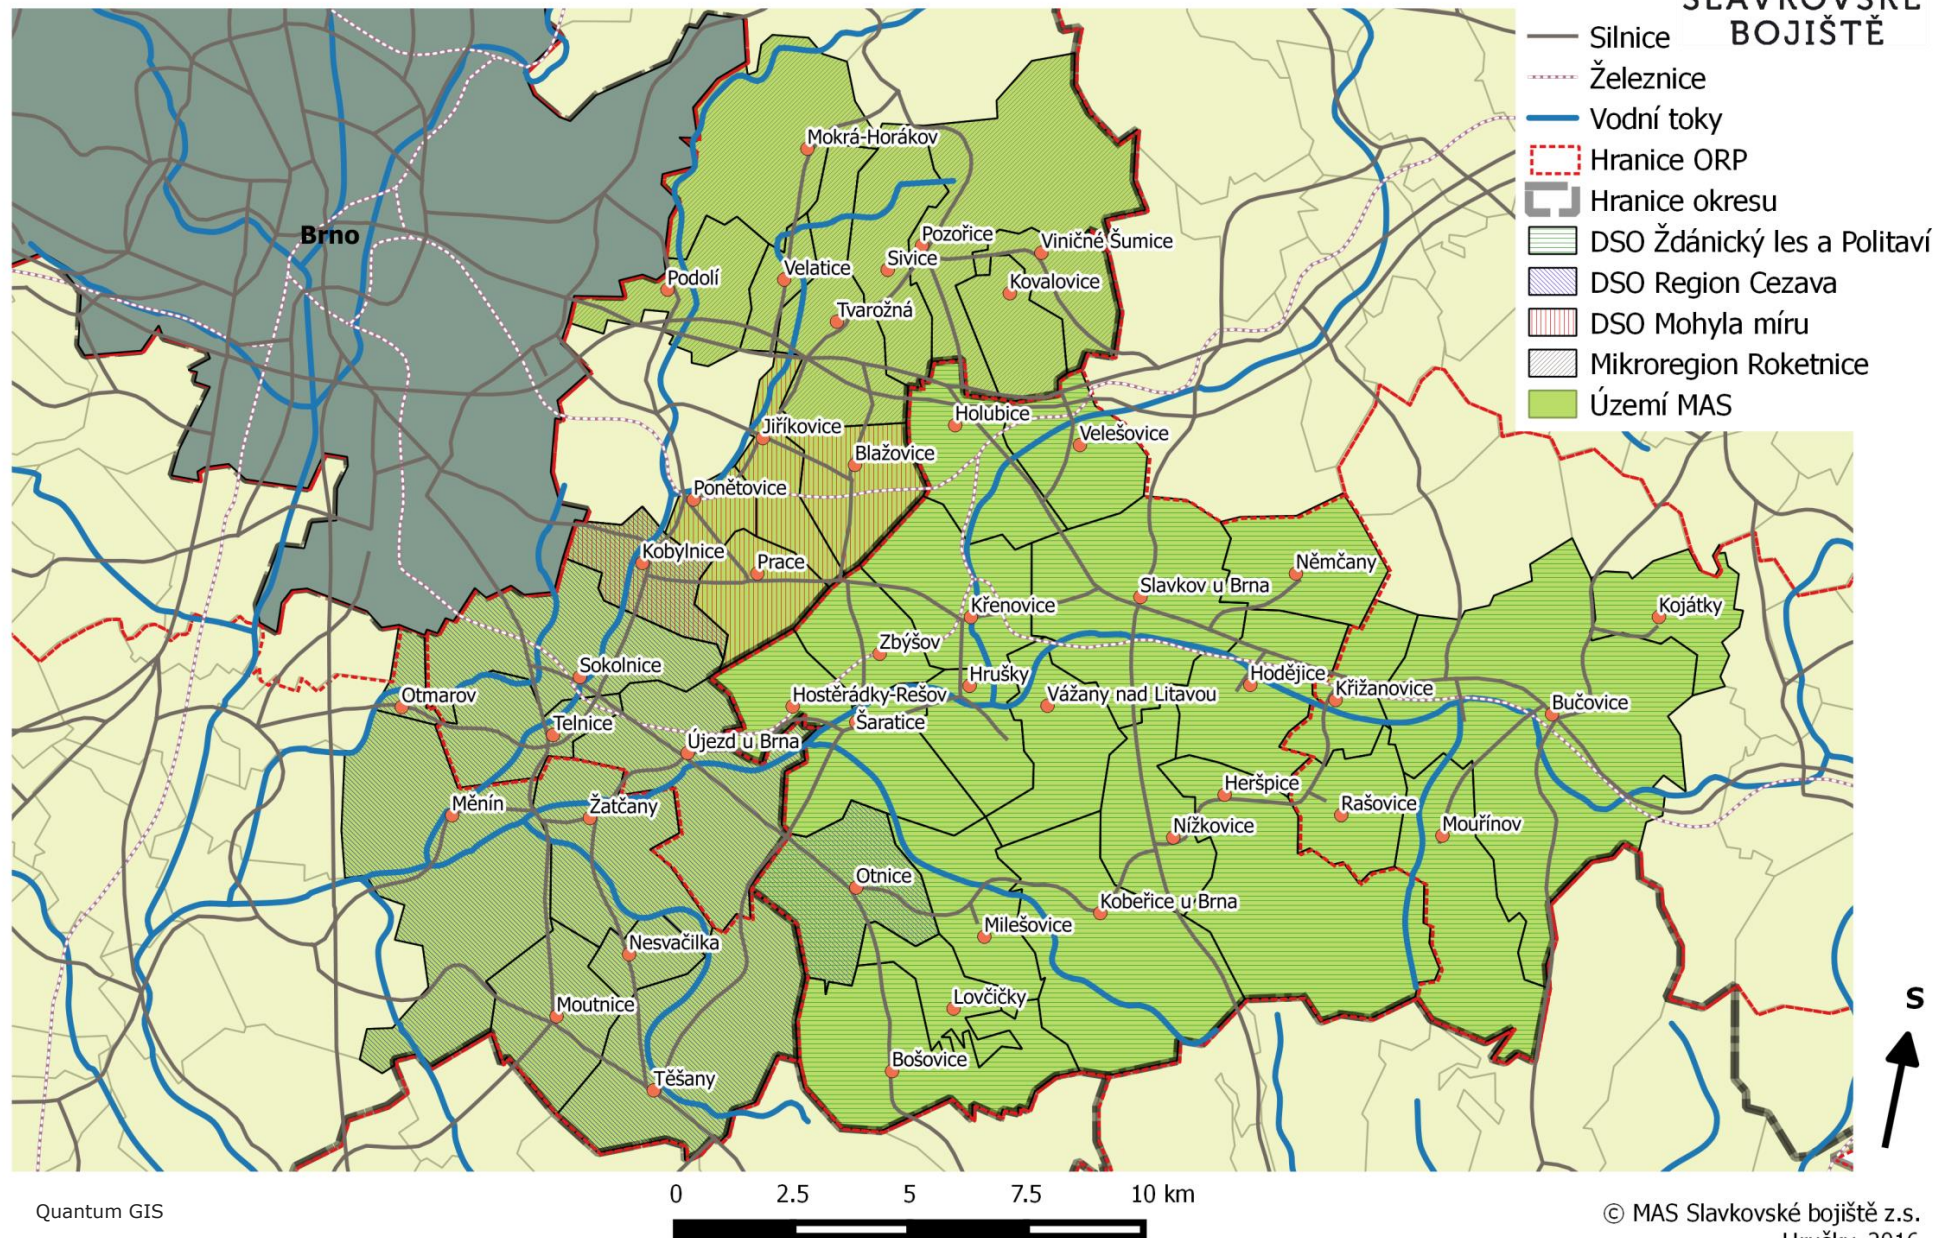 SLAVKOVSKÉ
BOJIŠTĚ
Silnice
Železnice
Vodní toky
Hranice ORP
Hranice okresu
DSO Ždánický les a Politaví
DSO Region Cezava
DSO Mohyla míru
Mikroregion Roketnice
Území MAS
Mokrá-Horákov
Brno
Pozořice
Viničné Šumice
Sivice
Velatice
Podolí
Kovalovice
Tvarožná
Holubice
Jiříkovice
Velešovice
Blažovice
Ponětovice
Kobylnice
Prace
Němčany
Slavkov u Brna
Křenovice
Kojátky
Zbýšov
Sokolnice
Hrušky
Hodějice
Otmarov
Hostěrádky-Rešov
Vážany nad Litavou
Křižanovice
Bučovice
Telnice
Šaratice
Újezd u Brna
Heršpice
Měnín
Žatčany
Rašovice
Nížkovice
Mouřínov
Otnice
Kobeřice u Brna
Milešovice
Nesvačilka
Lovčičky
Moutnice
Bošovice
Těšany
S
0 2.5 5 7.5 10 km
Quantum GIS
© MAS Slavkovské bojiště z.s.
Hrušky, 2016